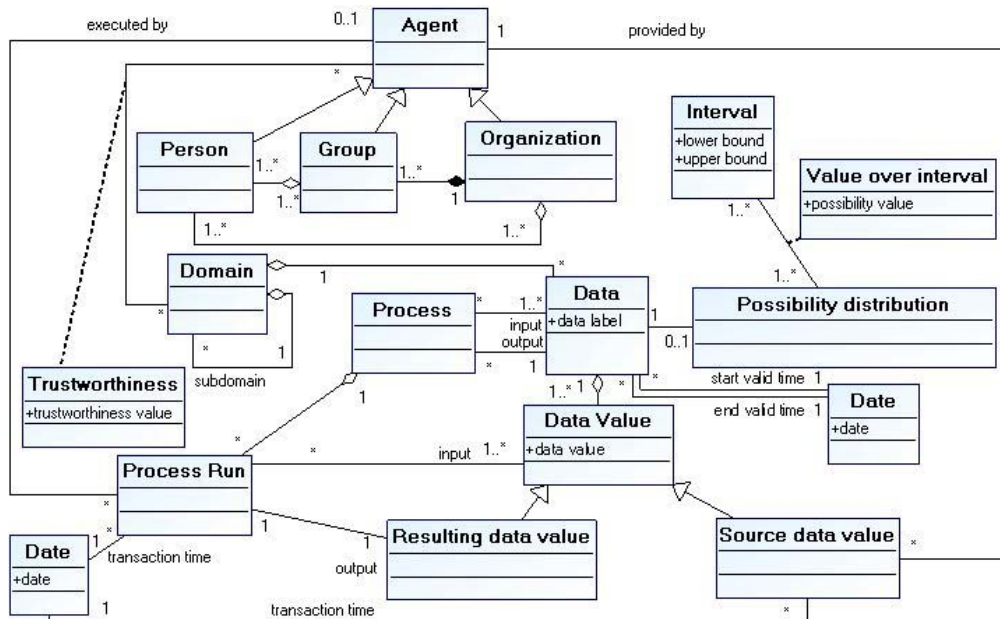 executed by
0..1
Agent
1
provided by
*
Interval
+lower bound
+upper bound
Person
Group
Organization
Value over interval
+possibility value
1..*
1..*
1..*
1
1..*
1..*
1..*
1..*
Domain
1
*
Data
+data label
Possibility distribution
*
Process
*
1..*
1
*
1
input
output
0..1
subdomain
*
1
Trustworthiness
+trustworthiness value
1
1..*
1
*
*
start valid time
1
end valid time
1
Date
+date
Data Value
+data value
*
*
input
1..*
Process Run
*
*
1
transaction time
1
1
Resulting data value
output
Source data value
*
*
Date
+date
1
transaction time